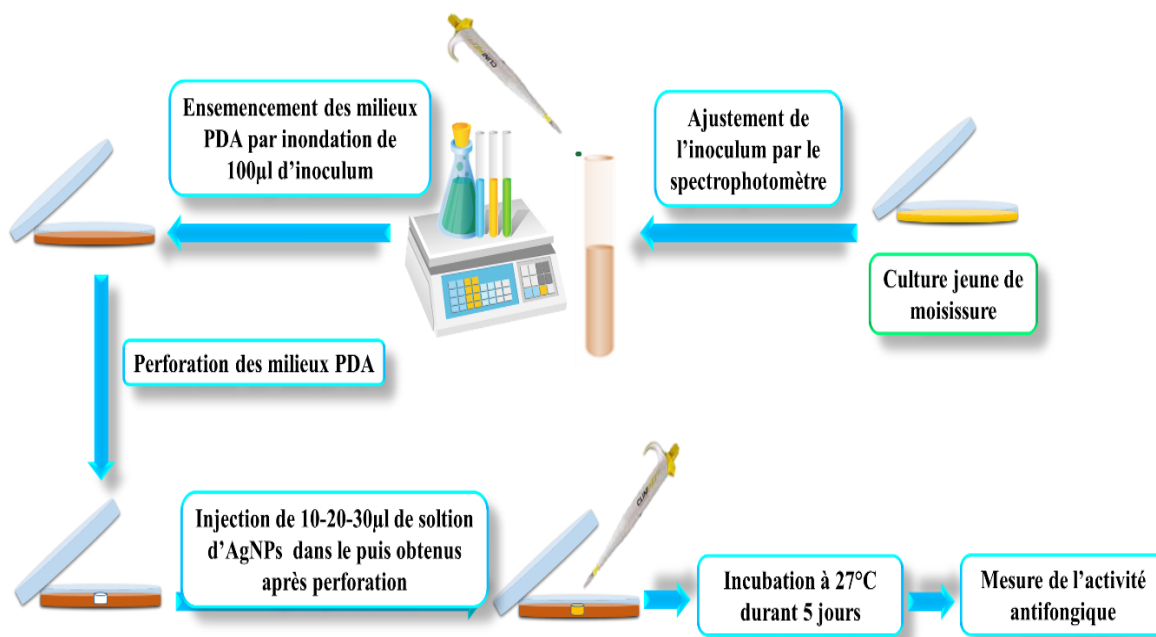 Culture jeune de
moisissure
Ajustement de
l'inoculum par le
spectrophotomètre
Ensemencement des milieux
PDA par inondation de
100µl d'inoculum
Perforation des milieux PDA
Injection de 10-20-30µl de soltion
d'AgNPs dans le puis obtenus
après perforation
Incubation à 27°C
durant 5 jours
Mesure de l'activité
antifongique